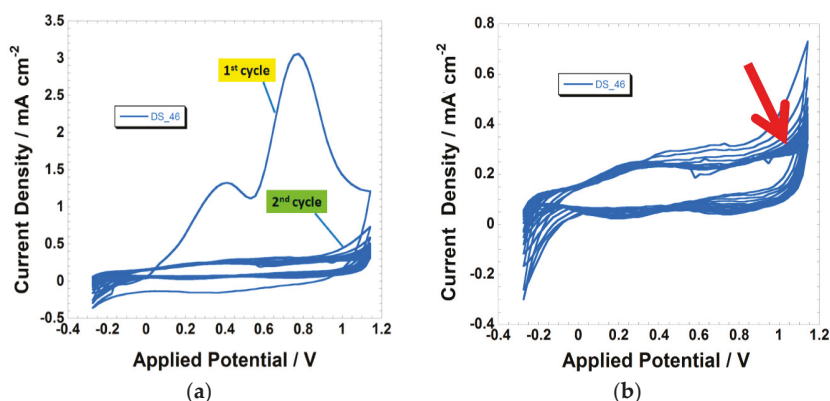 3.5
3
2.5
2
1.5
1
0.5
0
-0.5
-0.4 -0.2 0 0.2 0.4 0.6 0.8 1 1.2
Current Density / mA cm-2
Applied Potential / V
DS_46
1st cycle
2nd cycle
(a)
0.8
0.6
0.4
0.2
0
-0.2
-0.4
-0.4 -0.2 0 0.2 0.4 0.6 0.8 1 1.2
Current Density / mA cm-2
Applied Potential / V
DS_46
(b)